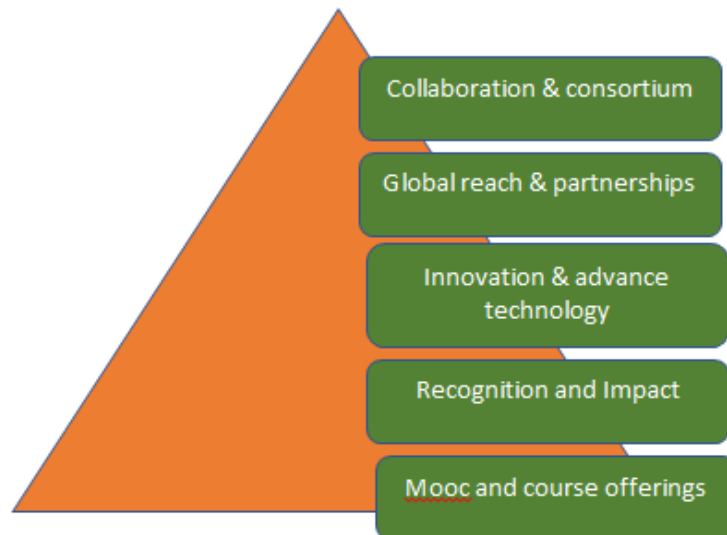 Collaboration & consortium
Global reach & partnerships
Innovation & advance
technology
Recognition and Impact
Mooc and course offerings